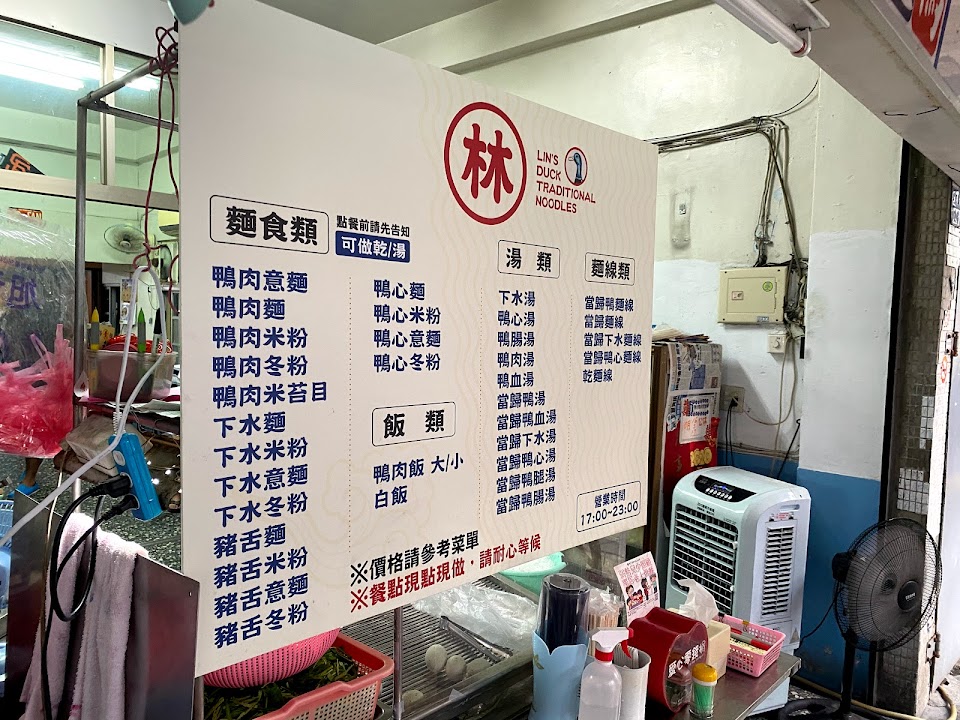 林
LIN'S
DUCK
TRADITIONAL
NOODLES
麵食類
點餐前請先告知
可做乾/湯
鴨肉意麵
鴨肉麵
鴨肉米粉
鴨肉冬粉
鴨肉米苔目
下水麵
下水米粉
下水意麵
下水冬粉
豬舌麵
豬舌米粉
豬舌意麵
豬舌冬粉
鴨心麵
鴨心米粉
鴨心意麵
鴨心冬粉
飯類
鴨肉飯 大/小
白飯
湯類
下水湯
鴨心湯
鴨腸湯
鴨肉湯
鴨血湯
當歸鴨湯
當歸鴨血湯
當歸下水湯
當歸鴨心湯
當歸鴨腿湯
當歸鴨腸湯
麵線類
當歸鴨麵線
當歸麵線
當歸下水麵線
當歸鴨心麵線
乾麵線
營業時間
17:00~23:00
※價格請參考菜單
※餐點現點現做，請耐心等候